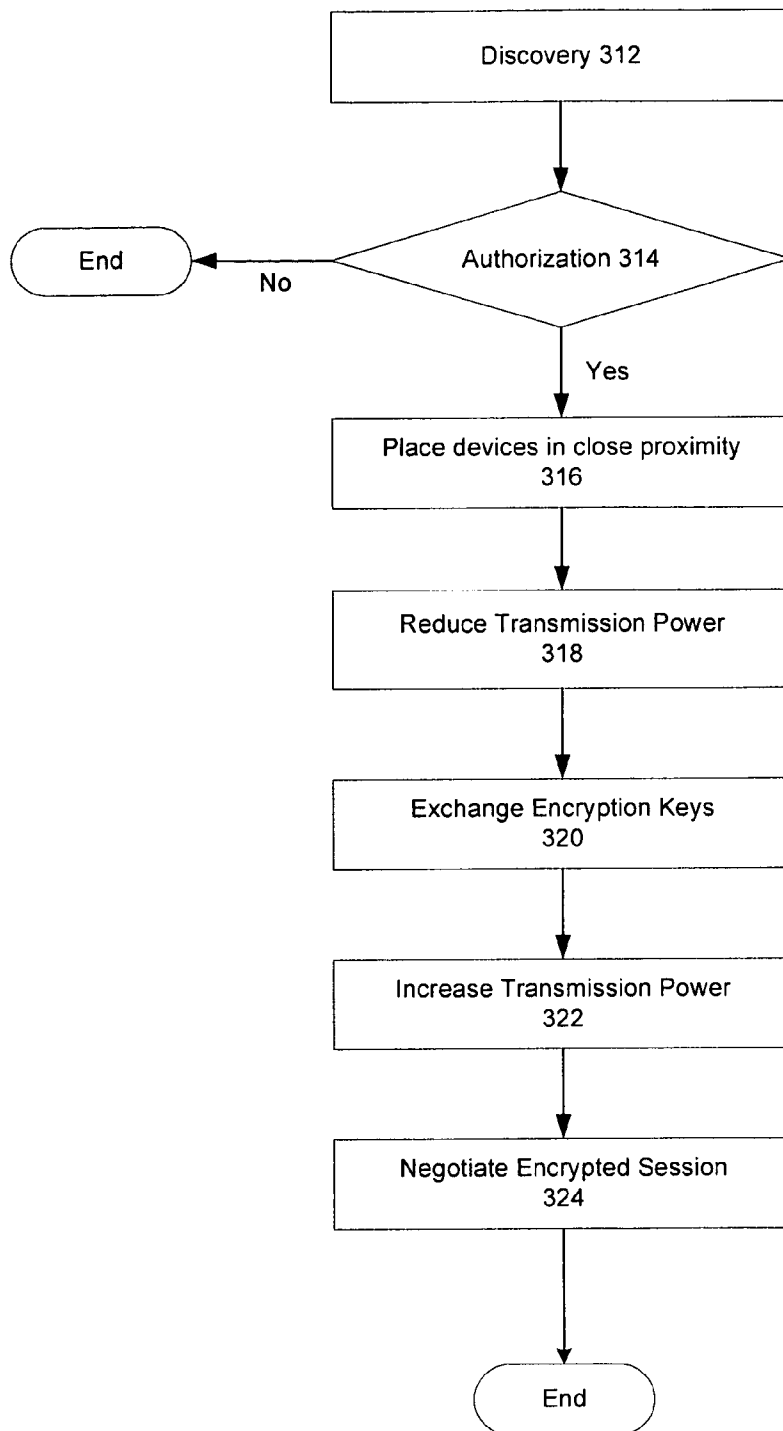 Discovery 312
Authorization 314
End
No
Yes
Place devices in close proximity
316
Reduce Transmission Power
318
Exchange Encryption Keys
320
Increase Transmission Power
322
Negotiate Encrypted Session
324
End